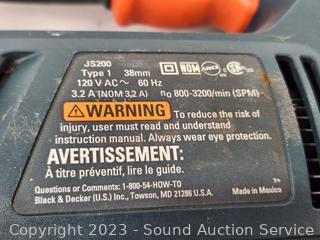 JS200
Type 1 38mm
120 V AC ~ 60 Hz
3.2 A (NOM 3,2 A) n₀ 800-3200/min (SPM)
NOM
ANCE
WARNING To reduce the risk of
injury, user must read and understand
instruction manual. Always wear eye protection.
AVERTISSEMENT:
À titre préventif, lire le guide.
Questions or Comments: 1-800-54-HOW-TO
Black & Decker (U.S.) Inc., Towson, MD 21286 U.S.A.
Made in Mexico
Copyright 2023 - Sound Auction Service